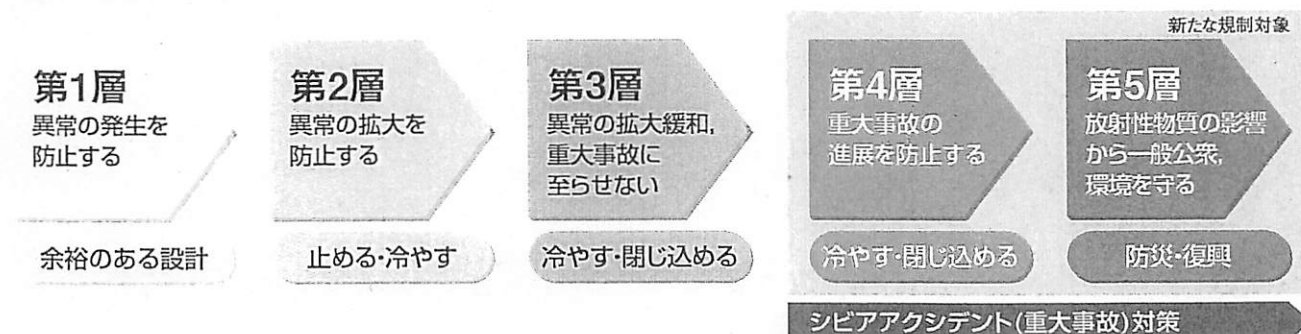 新たな規制対象
第1層
異常の発生を
防止する
余裕のある設計
第2層
異常の拡大を
防止する
止める・冷やす
第3層
異常の拡大緩和，
重大事故に
至らせない
冷やす・閉じ込める
第4層
重大事故の
進展を防止する
冷やす・閉じ込める
第5層
放射性物質の影響
から一般公衆，
環境を守る
防災・復興
シビアアクシデント(重大事故)対策